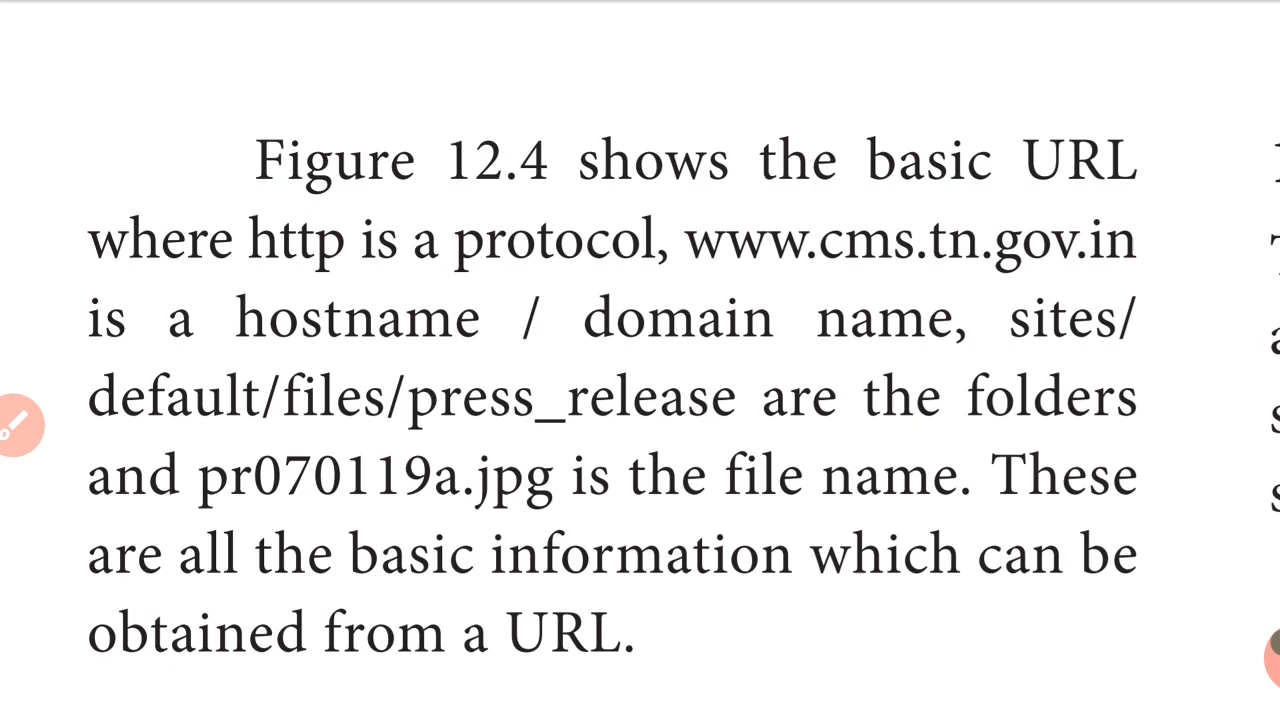 Figure 12.4 shows the basic URL
where http is a protocol, www.cms.tn.gov.in
is a hostname / domain name, sites/
default/files/press_release are the folders
and pr070119a.jpg is the file name. These
are all the basic information which can be
obtained from a URL.